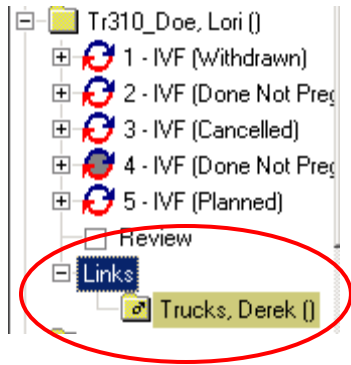 Tr310_Doe, Lori ()
1 - IVF (Withdrawn)
2 - IVF (Done Not Preg
3 - IVF (Cancelled)
4 - IVF (Done Not Preg
5 - IVF (Planned)
Review
Links
Trucks, Derek ()